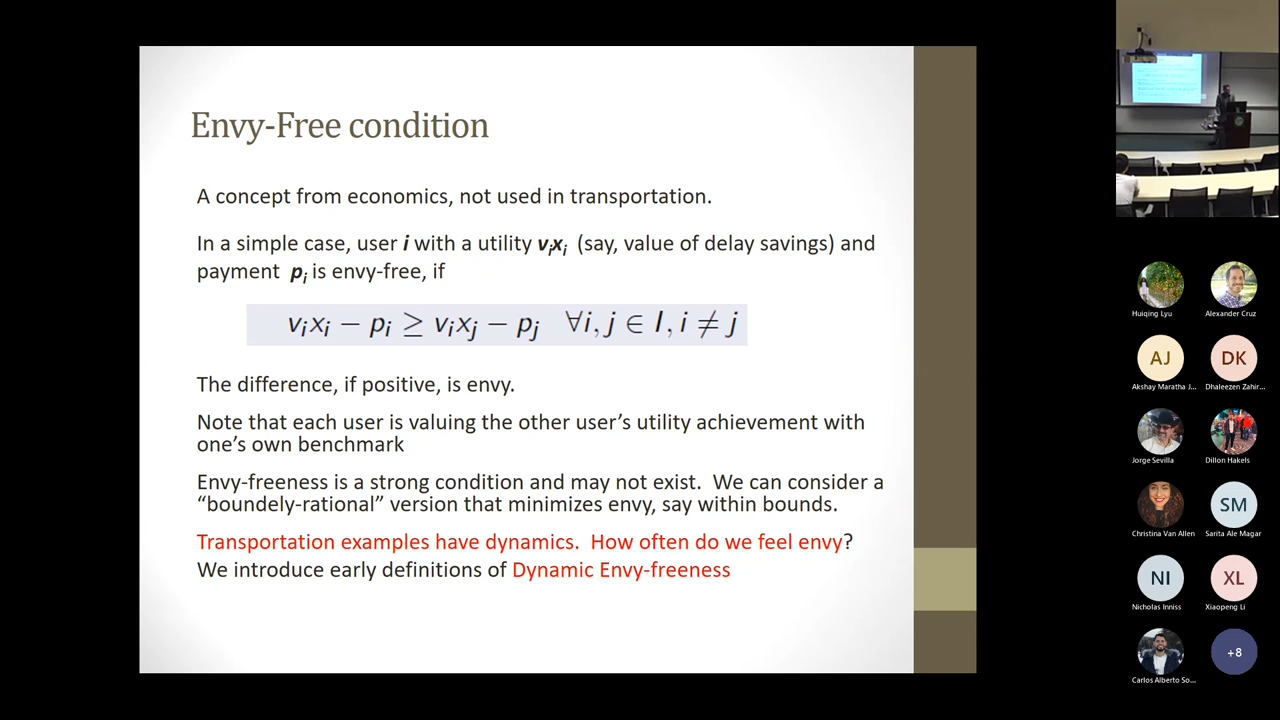 Envy-Free condition
A concept from economics, not used in transportation.
In a simple case, user i with a utility vᵢxᵢ (say, value of delay savings) and
payment pᵢ is envy-free, if
vᵢxᵢ − pᵢ ≥ vᵢxⱼ − pⱼ ∀i, j ∈ I, i ≠ j
The difference, if positive, is envy.
Note that each user is valuing the other user's utility achievement with
one's own benchmark
Envy-freeness is a strong condition and may not exist. We can consider a
“boundely-rational” version that minimizes envy, say within bounds.
Transportation examples have dynamics. How often do we feel envy?
We introduce early definitions of Dynamic Envy-freeness
Huiqing Lyu
Alexander Cruz
AJ
DK
Akshay Maratha J...
Dhaleezen Zahir...
Jorge Sevilla
Dillon Hakels
SM
Christina Van Allen
Sarita Ale Magar
NI
XL
Nicholas Inniss
Xiaopeng Li
+8
Carlos Alberto So...